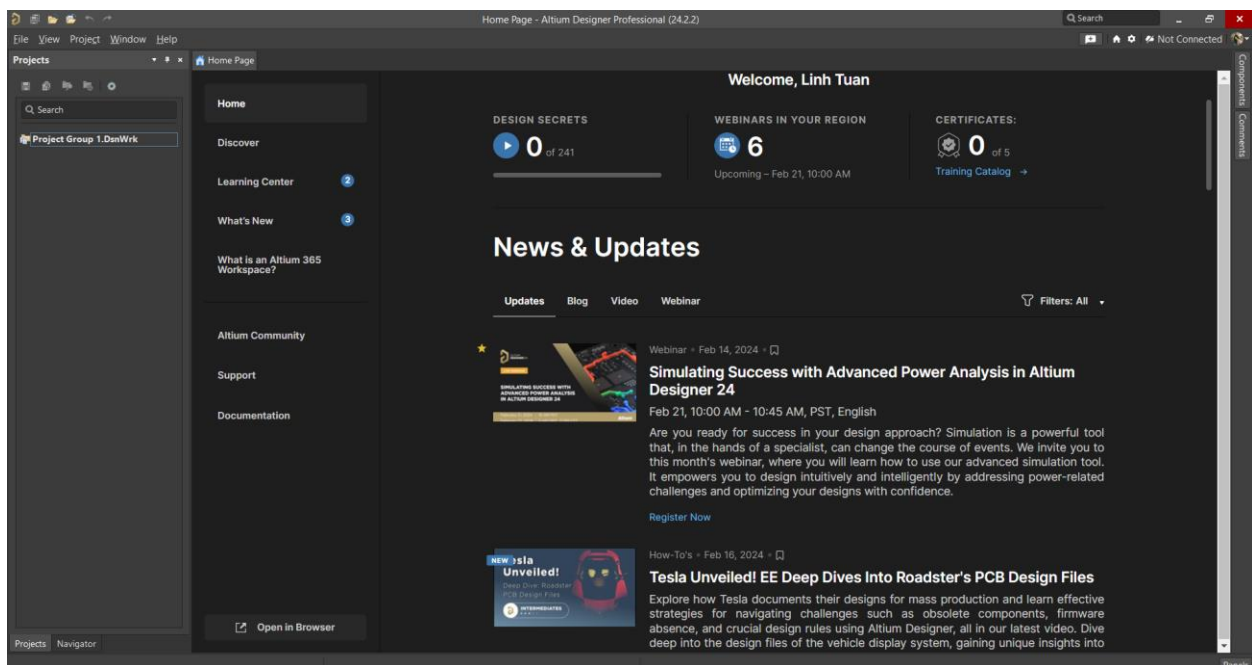 Home Page - Altium Designer Professional (24.2.2)
Search
File View Project Window Help
Not Connected
Projects
Home Page
Search
Project Group 1.DsnWrk
Home
Discover
Learning Center 2
What's New 3
What is an Altium 365
Workspace?
Altium Community
Support
Documentation
Open in Browser
Projects Navigator
Welcome, Linh Tuan
DESIGN SECRETS
0 of 241
WEBINARS IN YOUR REGION
6
Upcoming – Feb 21, 10:00 AM
CERTIFICATES:
0 of 5
Training Catalog →
News & Updates
Updates Blog Video Webinar
Filters: All
SIMULATING SUCCESS WITH
ADVANCED POWER ANALYSIS
IN ALTIUM DESIGNER 24
Altium
Webinar • Feb 14, 2024 •
Simulating Success with Advanced Power Analysis in Altium
Designer 24
Feb 21, 10:00 AM - 10:45 AM, PST, English
Are you ready for success in your design approach? Simulation is a powerful tool
that, in the hands of a specialist, can change the course of events. We invite you to
this month's webinar, where you will learn how to use our advanced simulation tool.
It empowers you to design intuitively and intelligently by addressing power-related
challenges and optimizing your designs with confidence.
Register Now
NEW
Unveiled!
Deep Dive: Roadster
PCB Design Files
INTERMEDIATES
How-To's • Feb 16, 2024 •
Tesla Unveiled! EE Deep Dives Into Roadster's PCB Design Files
Explore how Tesla documents their designs for mass production and learn effective
strategies for navigating challenges such as obsolete components, firmware
absence, and crucial design rules using Altium Designer, all in our latest video. Dive
deep into the design files of the vehicle display system, gaining unique insights into
Components
Comments
Panels